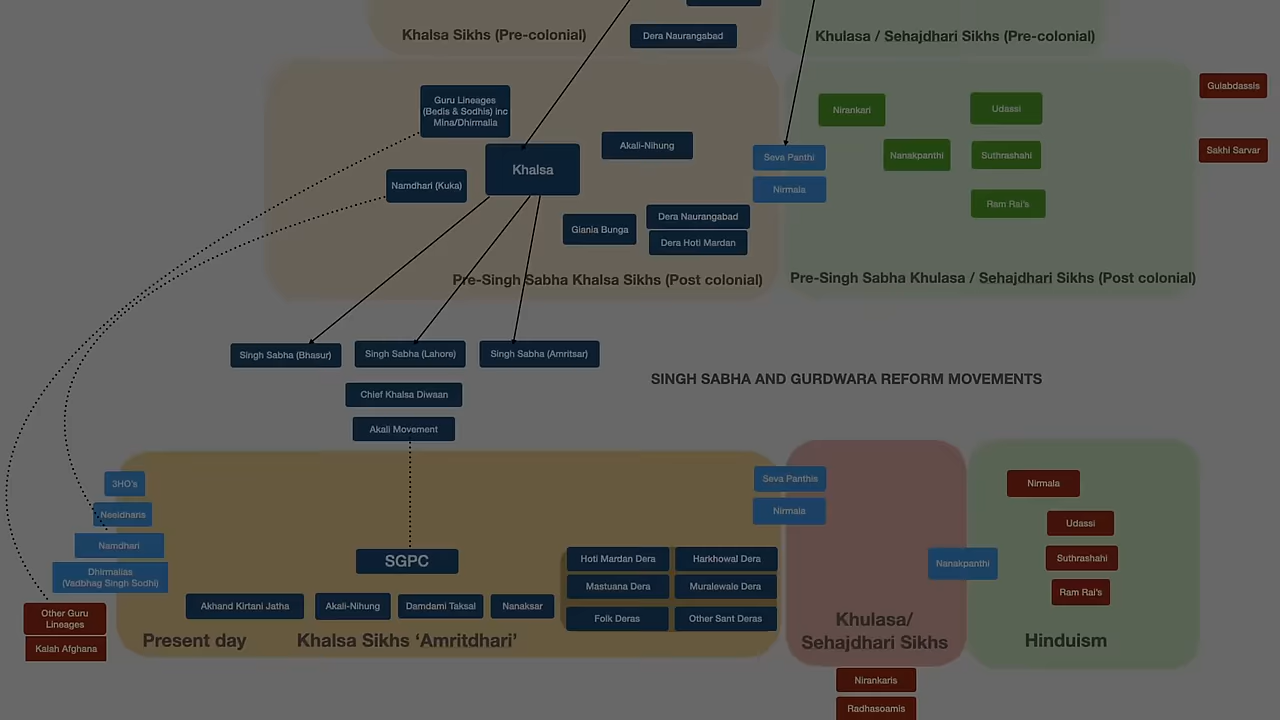 Khalsa Sikhs (Pre-colonial)
Dera Naurangabad
Khulasa / Sehajdhari Sikhs (Pre-colonial)
Guru Lineages
(Bedis & Sodhis) inc
Mina/Dhirmalia
Akali-Nihung
Khalsa
Namdhari (Kuka)
Giania Bunga
Dera Naurangabad
Dera Hoti Mardan
Pre-Singh Sabha Khalsa Sikhs (Post colonial)
Seva Panthi
Nirmala
Nirankari
Udassi
Nanakpanthi
Suthrashahi
Ram Rai's
Pre-Singh Sabha Khulasa / Sehajdhari Sikhs (Post colonial)
Gulabdassis
Sakhi Sarvar
Singh Sabha (Bhasur)
Singh Sabha (Lahore)
Singh Sabha (Amritsar)
Chief Khalsa Diwaan
Akali Movement
SINGH SABHA AND GURDWARA REFORM MOVEMENTS
3HO's
Neeldhans
Namdhari
Dhirmalias
(Vadbhag Singh Sodhi)
Other Guru
Lineages
Kalah Afghana
SGPC
Akhand Kirtani Jatha
Akali-Nihung
Damdami Taksal
Nanaksar
Hoti Mardan Dera
Harkhowal Dera
Mastuana Dera
Muralewale Dera
Folk Deras
Other Sant Deras
Present day
Khalsa Sikhs ‘Amritdhari’
Seva Panthis
Nirmala
Nanakpanthi
Khulasa/
Sehajdhari Sikhs
Nirankaris
Radhasoamis
Nirmala
Udassi
Suthrashahi
Ram Rai's
Hinduism